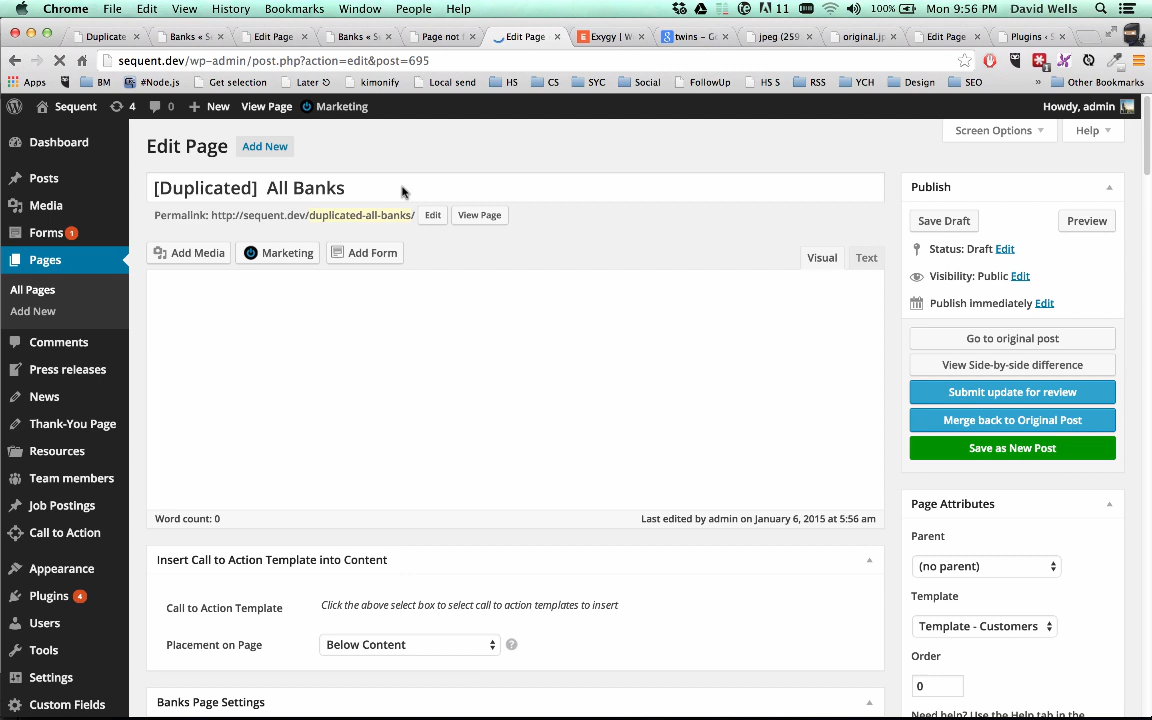 Chrome File Edit View History Bookmarks Window People Help 11 100% Mon 9:56 PM David Wells
Duplicate Banks « S Edit Page Banks « S Page not Edit Page Exygy | W twins - G jpeg (259 original.j Edit Page Plugins ‹ S
sequent.dev/wp-admin/post.php?action=edit&post=695
Apps BM #Node.js Get selection Later kimonify Local send HS CS SYC Social FollowUp HS S RSS YCH Design SEO » Other Bookmarks
Sequent 4 0 New View Page Marketing Howdy, admin
Screen Options Help
Edit Page Add New
[Duplicated] All Banks
Permalink: http://sequent.dev/duplicated-all-banks/ Edit View Page
Add Media Marketing Add Form Visual Text
Word count: 0 Last edited by admin on January 6, 2015 at 5:56 am
Insert Call to Action Template into Content
Call to Action Template Click the above select box to select call to action templates to insert
Placement on Page Below Content ?
Banks Page Settings
Dashboard
Posts
Media
Forms 1
Pages
All Pages
Add New
Comments
Press releases
News
Thank-You Page
Resources
Team members
Job Postings
Call to Action
Appearance
Plugins 4
Users
Tools
Settings
Custom Fields
Publish
Save Draft Preview
Status: Draft Edit
Visibility: Public Edit
Publish immediately Edit
Go to original post
View Side-by-side difference
Submit update for review
Merge back to Original Post
Save as New Post
Page Attributes
Parent
(no parent)
Template
Template - Customers
Order
0
Need help? Use the Help tab in the